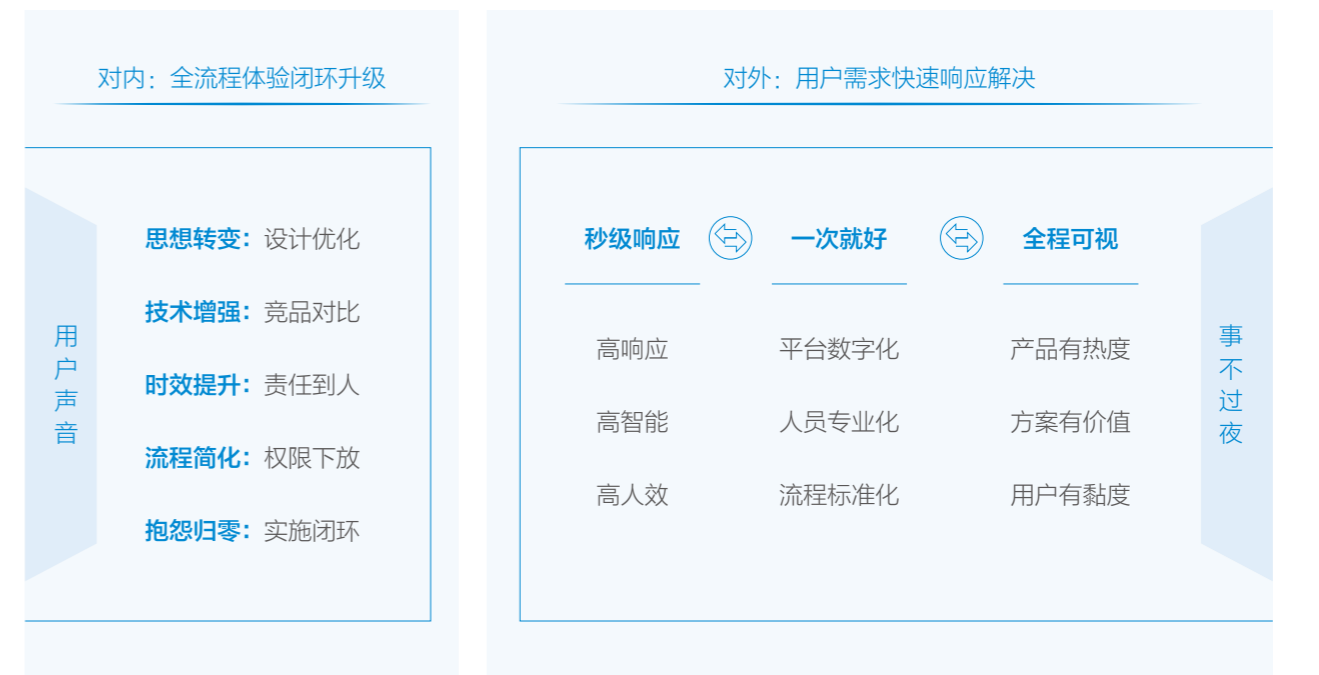 对内：全流程体验闭环升级
用户声音
思想转变：设计优化
技术增强：竞品对比
时效提升：责任到人
流程简化：权限下放
抱怨归零：实施闭环
对外：用户需求快速响应解决
秒级响应 一次就好 全程可视
高响应 平台数字化 产品有热度
高智能 人员专业化 方案有价值
高人效 流程标准化 用户有黏度
事不过夜